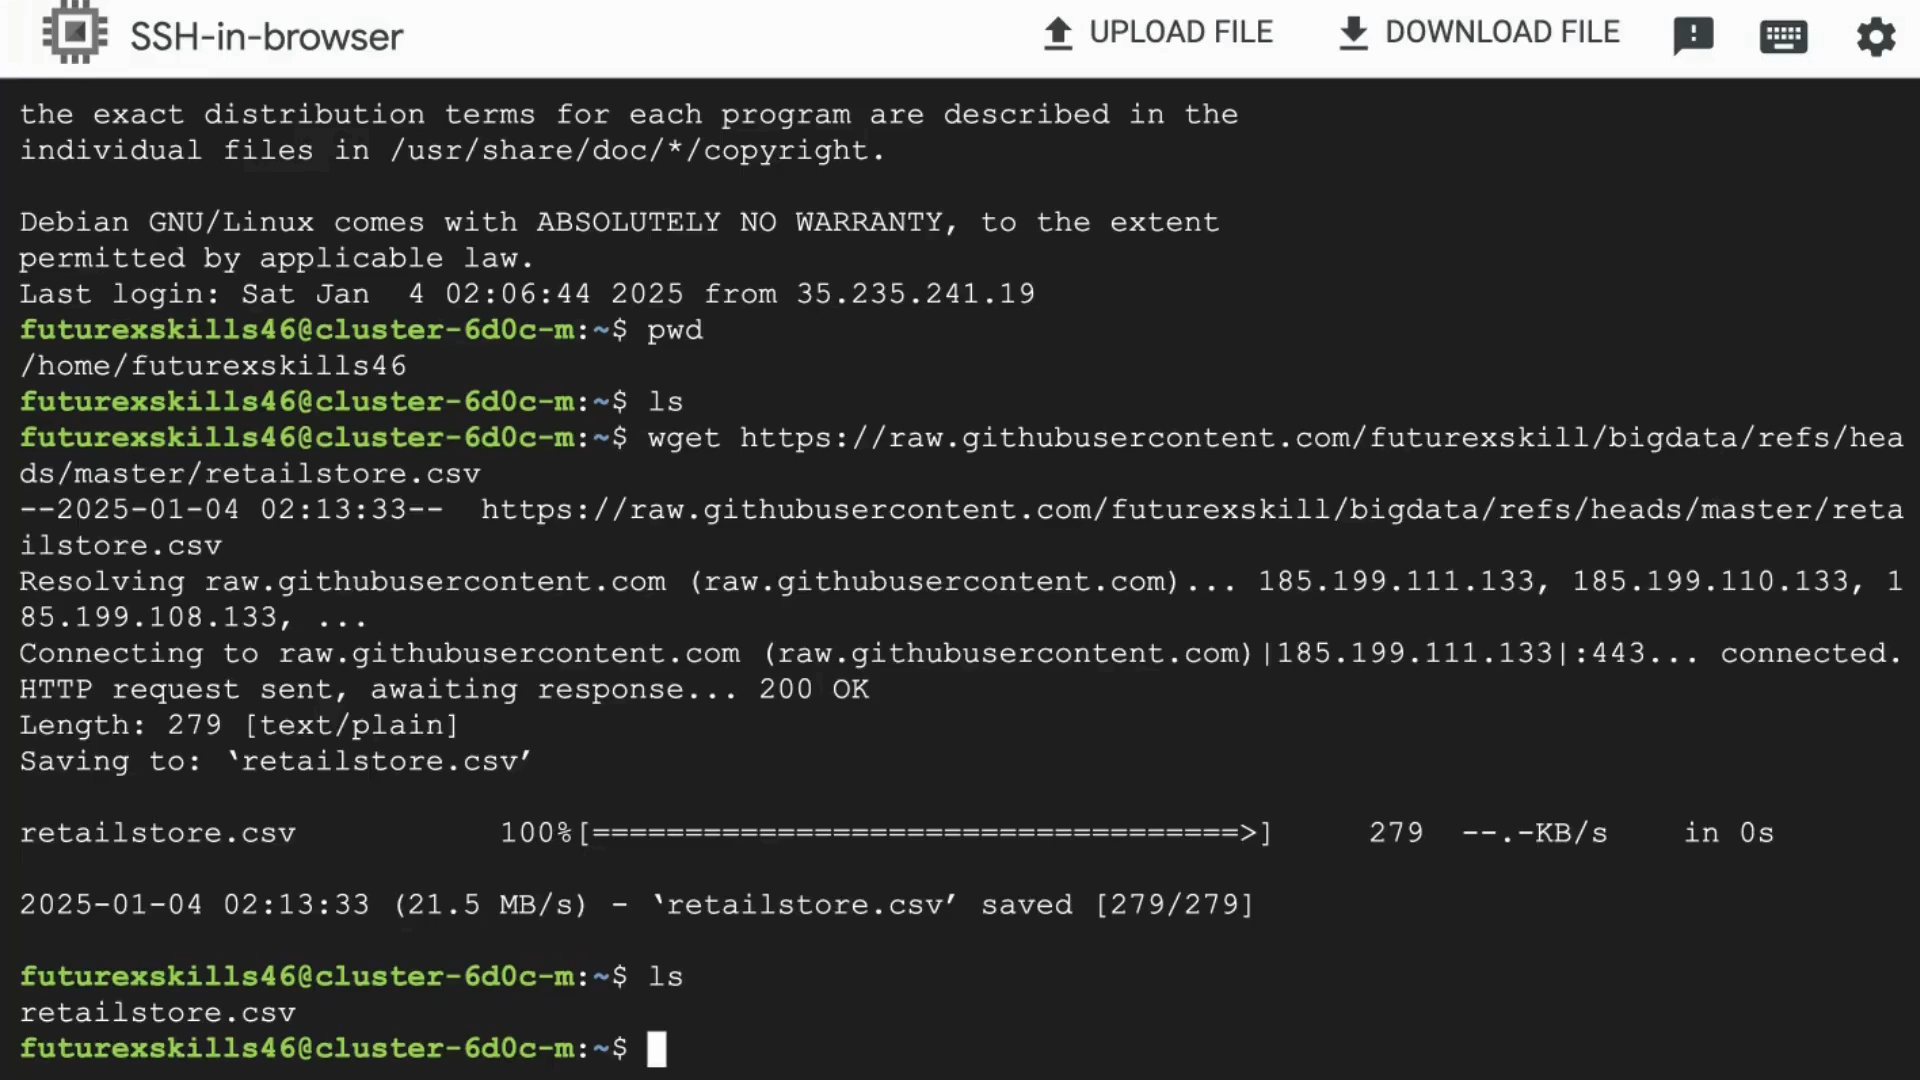 SSH-in-browser
UPLOAD FILE
DOWNLOAD FILE
the exact distribution terms for each program are described in the
individual files in /usr/share/doc/*/copyright.
Debian GNU/Linux comes with ABSOLUTELY NO WARRANTY, to the extent
permitted by applicable law.
Last login: Sat Jan  4 02:06:44 2025 from 35.235.241.19
futurexskills46@cluster-6d0c-m:~$ pwd
/home/futurexskills46
futurexskills46@cluster-6d0c-m:~$ ls
futurexskills46@cluster-6d0c-m:~$ wget https://raw.githubusercontent.com/futurexskill/bigdata/refs/hea
ds/master/retailstore.csv
--2025-01-04 02:13:33--  https://raw.githubusercontent.com/futurexskill/bigdata/refs/heads/master/reta
ilstore.csv
Resolving raw.githubusercontent.com (raw.githubusercontent.com)... 185.199.111.133, 185.199.110.133, 1
85.199.108.133, ...
Connecting to raw.githubusercontent.com (raw.githubusercontent.com)|185.199.111.133|:443... connected.
HTTP request sent, awaiting response... 200 OK
Length: 279 [text/plain]
Saving to: ‘retailstore.csv’
retailstore.csv           100%[===================================>]     279  --.-KB/s    in 0s
2025-01-04 02:13:33 (21.5 MB/s) - ‘retailstore.csv’ saved [279/279]
futurexskills46@cluster-6d0c-m:~$ ls
retailstore.csv
futurexskills46@cluster-6d0c-m:~$